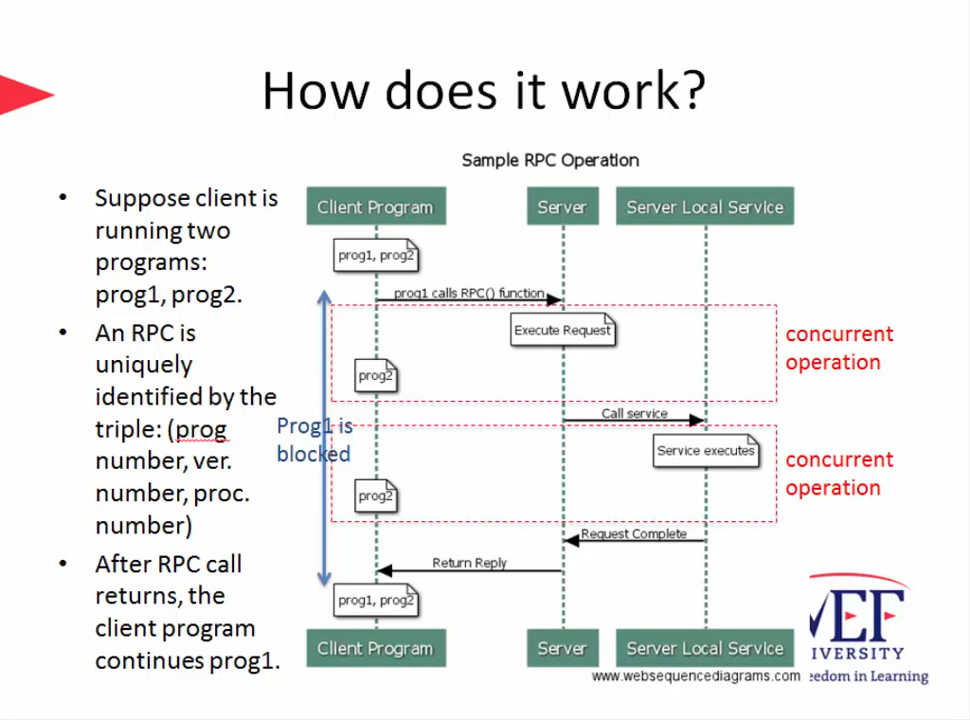 How does it work?
Sample RPC Operation
• Suppose client is
running two
programs:
prog1, prog2.
• An RPC is
uniquely
identified by the
triple: (prog
number, ver.
number, proc.
number)
• After RPC call
returns, the
client program
continues prog1.
Client Program
Server
Server Local Service
prog1, prog2
prog1 calls RPC() function
Execute Request
concurrent
operation
prog2
Call service
Prog1 is
blocked
Service executes
concurrent
operation
prog2
Request Complete
Return Reply
prog1, prog2
Client Program
Server
Server Local Service
www.websequencediagrams.com
VEF
IVERSITY
eedom in Learning